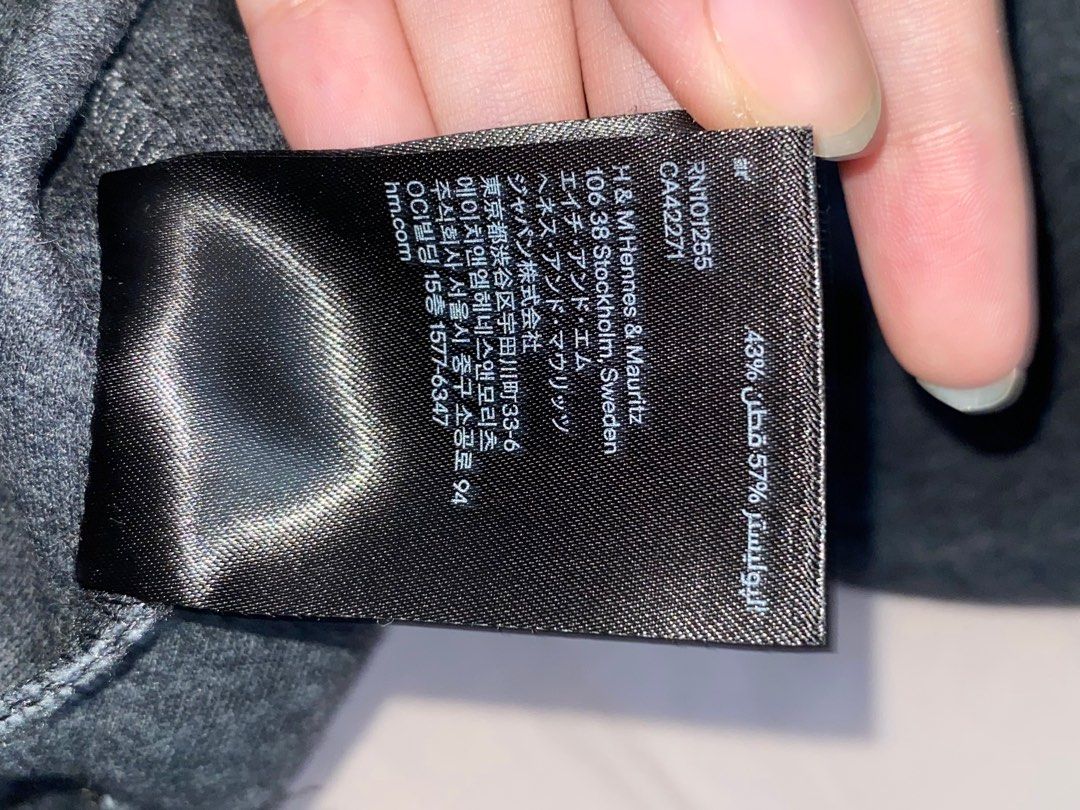 43% قطن 57% البوليستر
RN101255
CA42271
H & M Hennes & Mauritz
106 38 Stockholm, Sweden
エイチ・アンド・エム
ヘネス・アンド・マウリッツ
ジャパン株式会社
東京都渋谷区宇田川町33-6
에이치앤엠헤네스앤모리츠
주식회사 서울시 중구 소공로 94
OCI빌딩 15층 1577-6347
hm.com